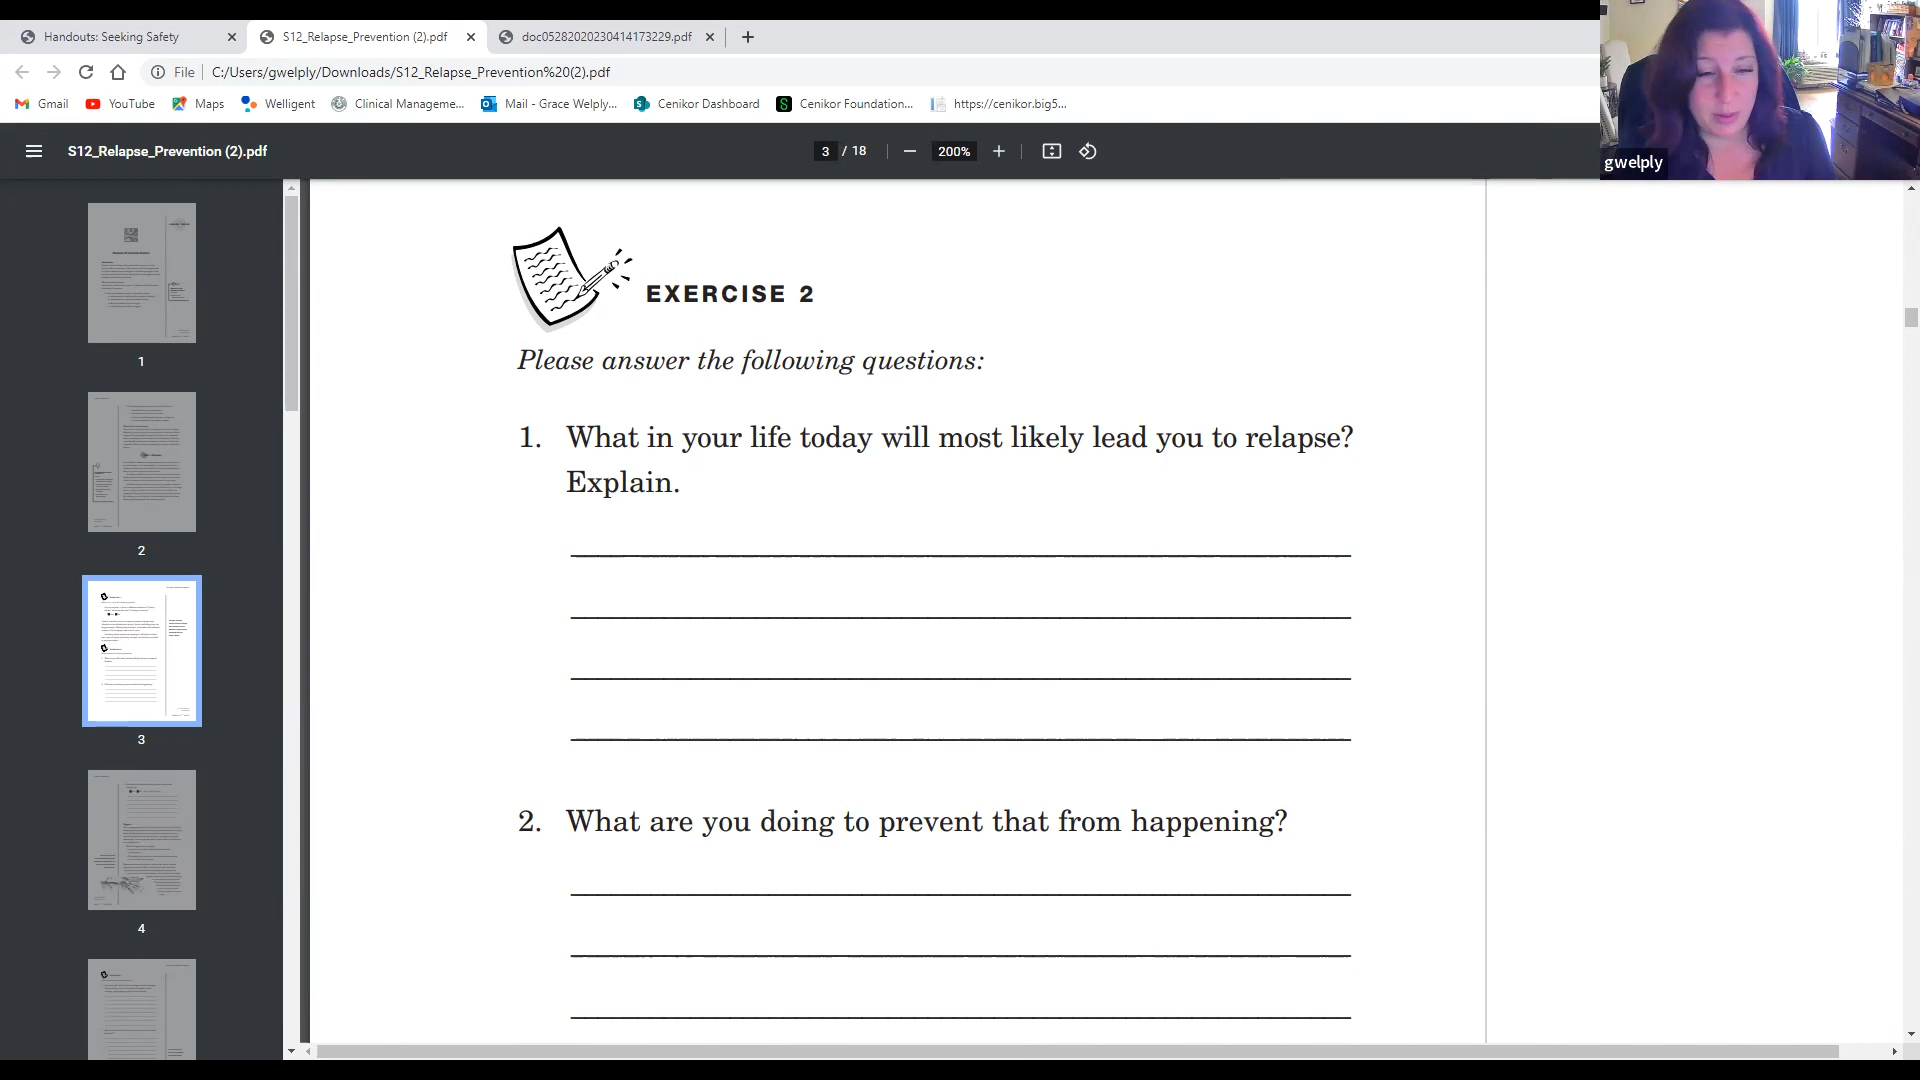 Handouts: Seeking Safety
S12_Relapse_Prevention (2).pdf
doc05282020230414173229.pdf
File C:/Users/gwelply/Downloads/S12_Relapse_Prevention%20(2).pdf
Gmail YouTube Maps Welligent Clinical Manageme... Mail - Grace Welply,... Cenikor Dashboard Cenikor Foundation... https://cenikor.big5...
gwelply
S12_Relapse_Prevention (2).pdf
3 / 18
200%
1
2
3
4
EXERCISE 2
Please answer the following questions:
1. What in your life today will most likely lead you to relapse?
Explain.
2. What are you doing to prevent that from happening?